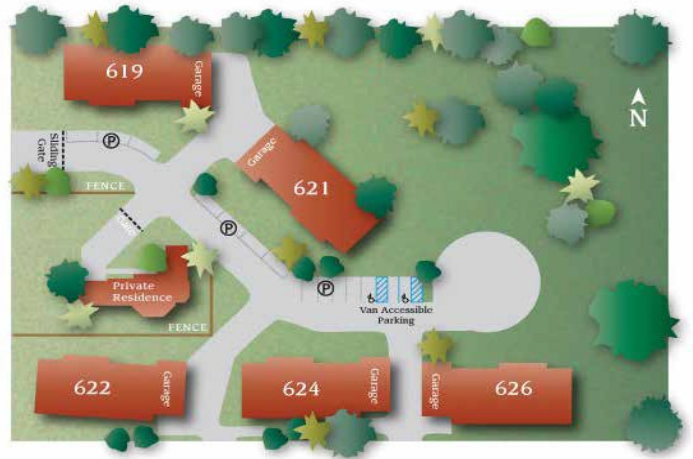 619
Garage
N
Sliding
Gate
P
Garage
621
FENCE
P
Private
Residence
P
Van Accessible
Parking
FENCE
622
Garage
624
Garage
Garage
626